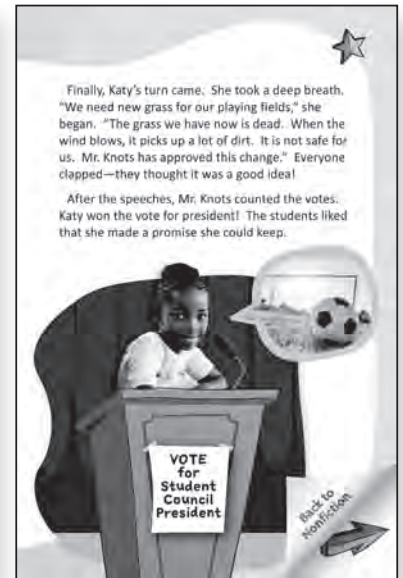 Finally, Katy's turn came. She took a deep breath.
"We need new grass for our playing fields," she
began. "The grass we have now is dead. When the
wind blows, it picks up a lot of dirt. It is not safe for
us. Mr. Knots has approved this change." Everyone
clapped—they thought it was a good idea!
After the speeches, Mr. Knots counted the votes.
Katy won the vote for president! The students liked
that she made a promise she could keep.
VOTE
for
Student
Council
President
Back to
Nonfiction